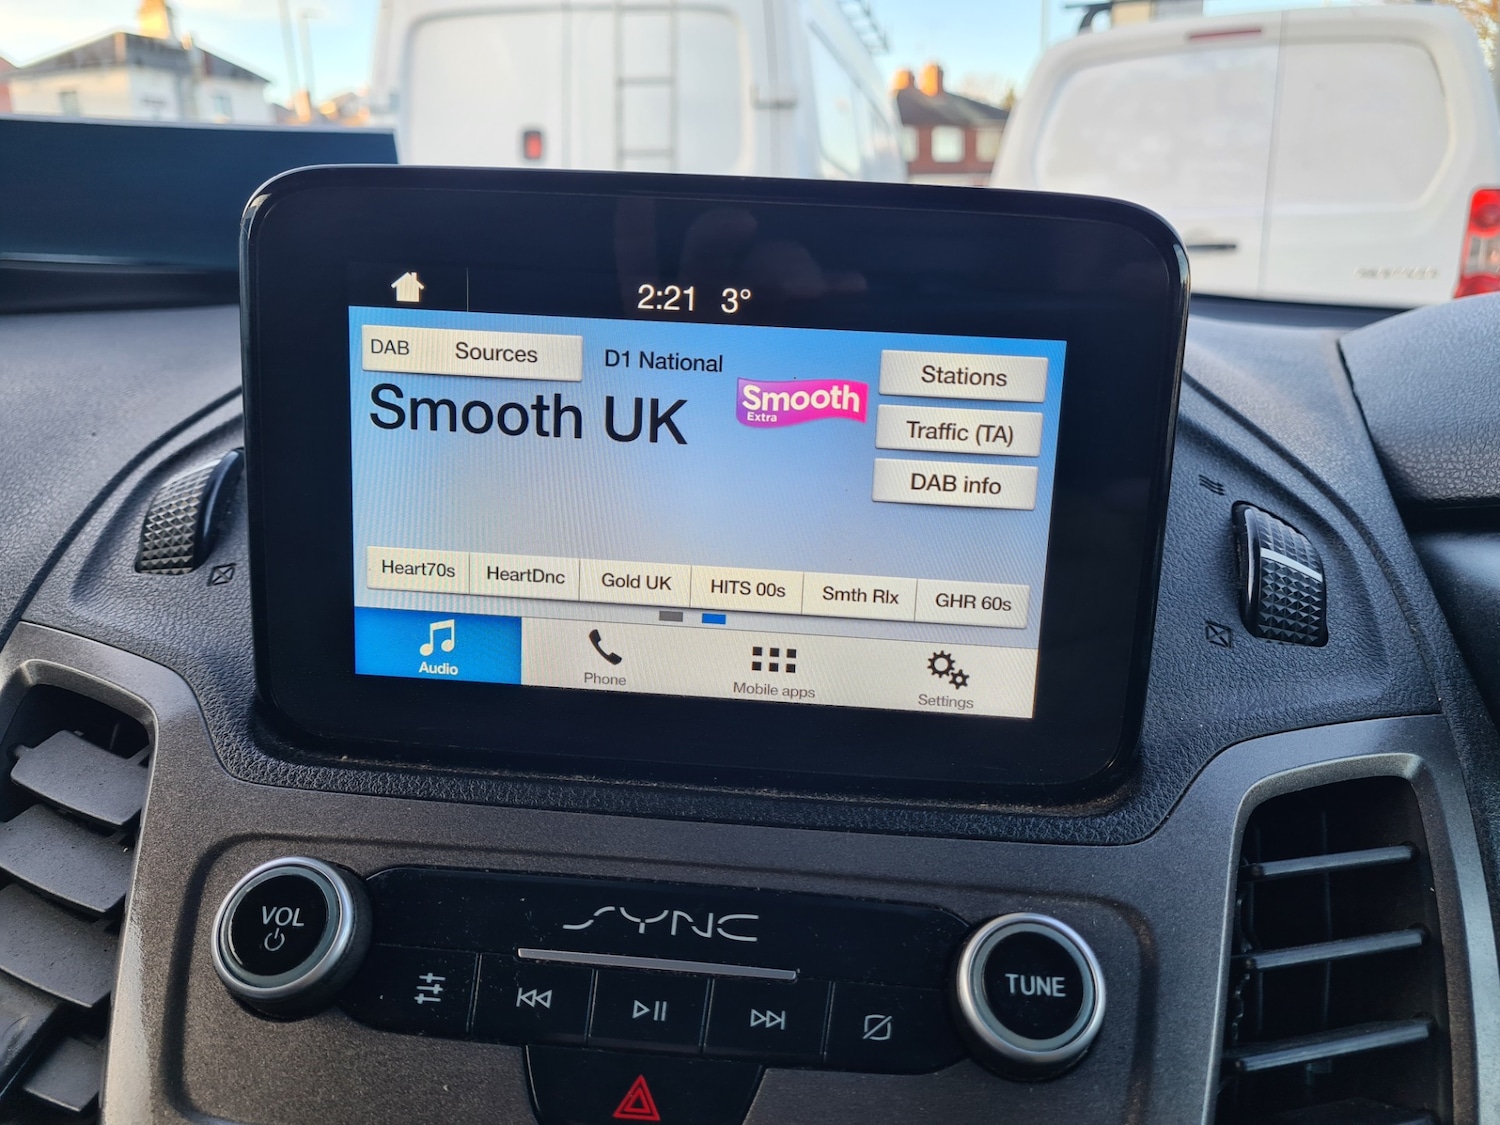 2:21 3°
DAB Sources
D1 National
Smooth
Extra
Stations
Smooth UK
Traffic (TA)
DAB info
Heart70s HeartDnc Gold UK HITS 00s Smth Rlx GHR 60s
Audio Phone Mobile apps Settings
VOL
SYNC
TUNE